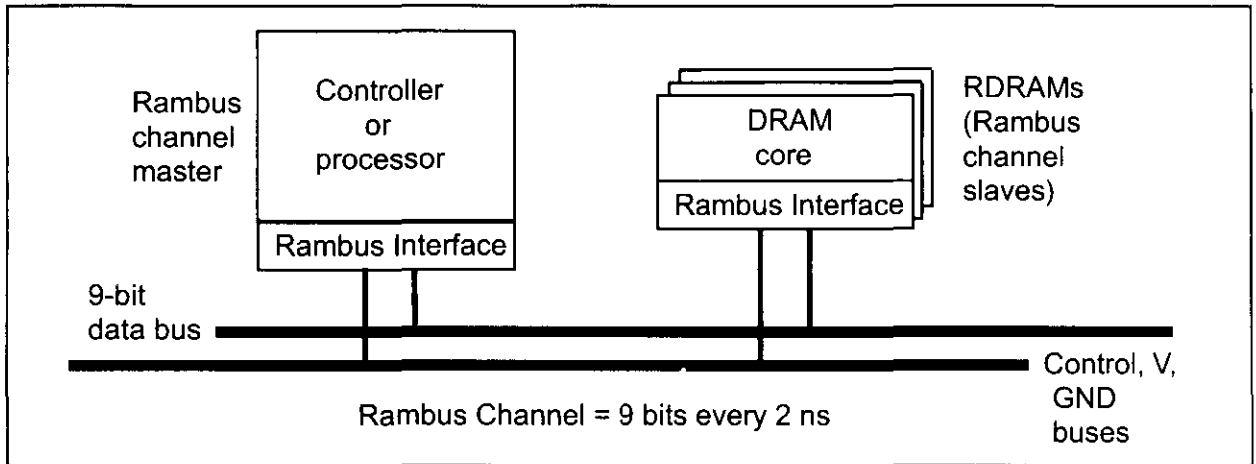 Rambus
channel
master
Controller
or
processor
Rambus Interface
DRAM
core
Rambus Interface
RDRAMs
(Rambus
channel
slaves)
9-bit
data bus
Control, V,
GND
buses
Rambus Channel = 9 bits every 2 ns